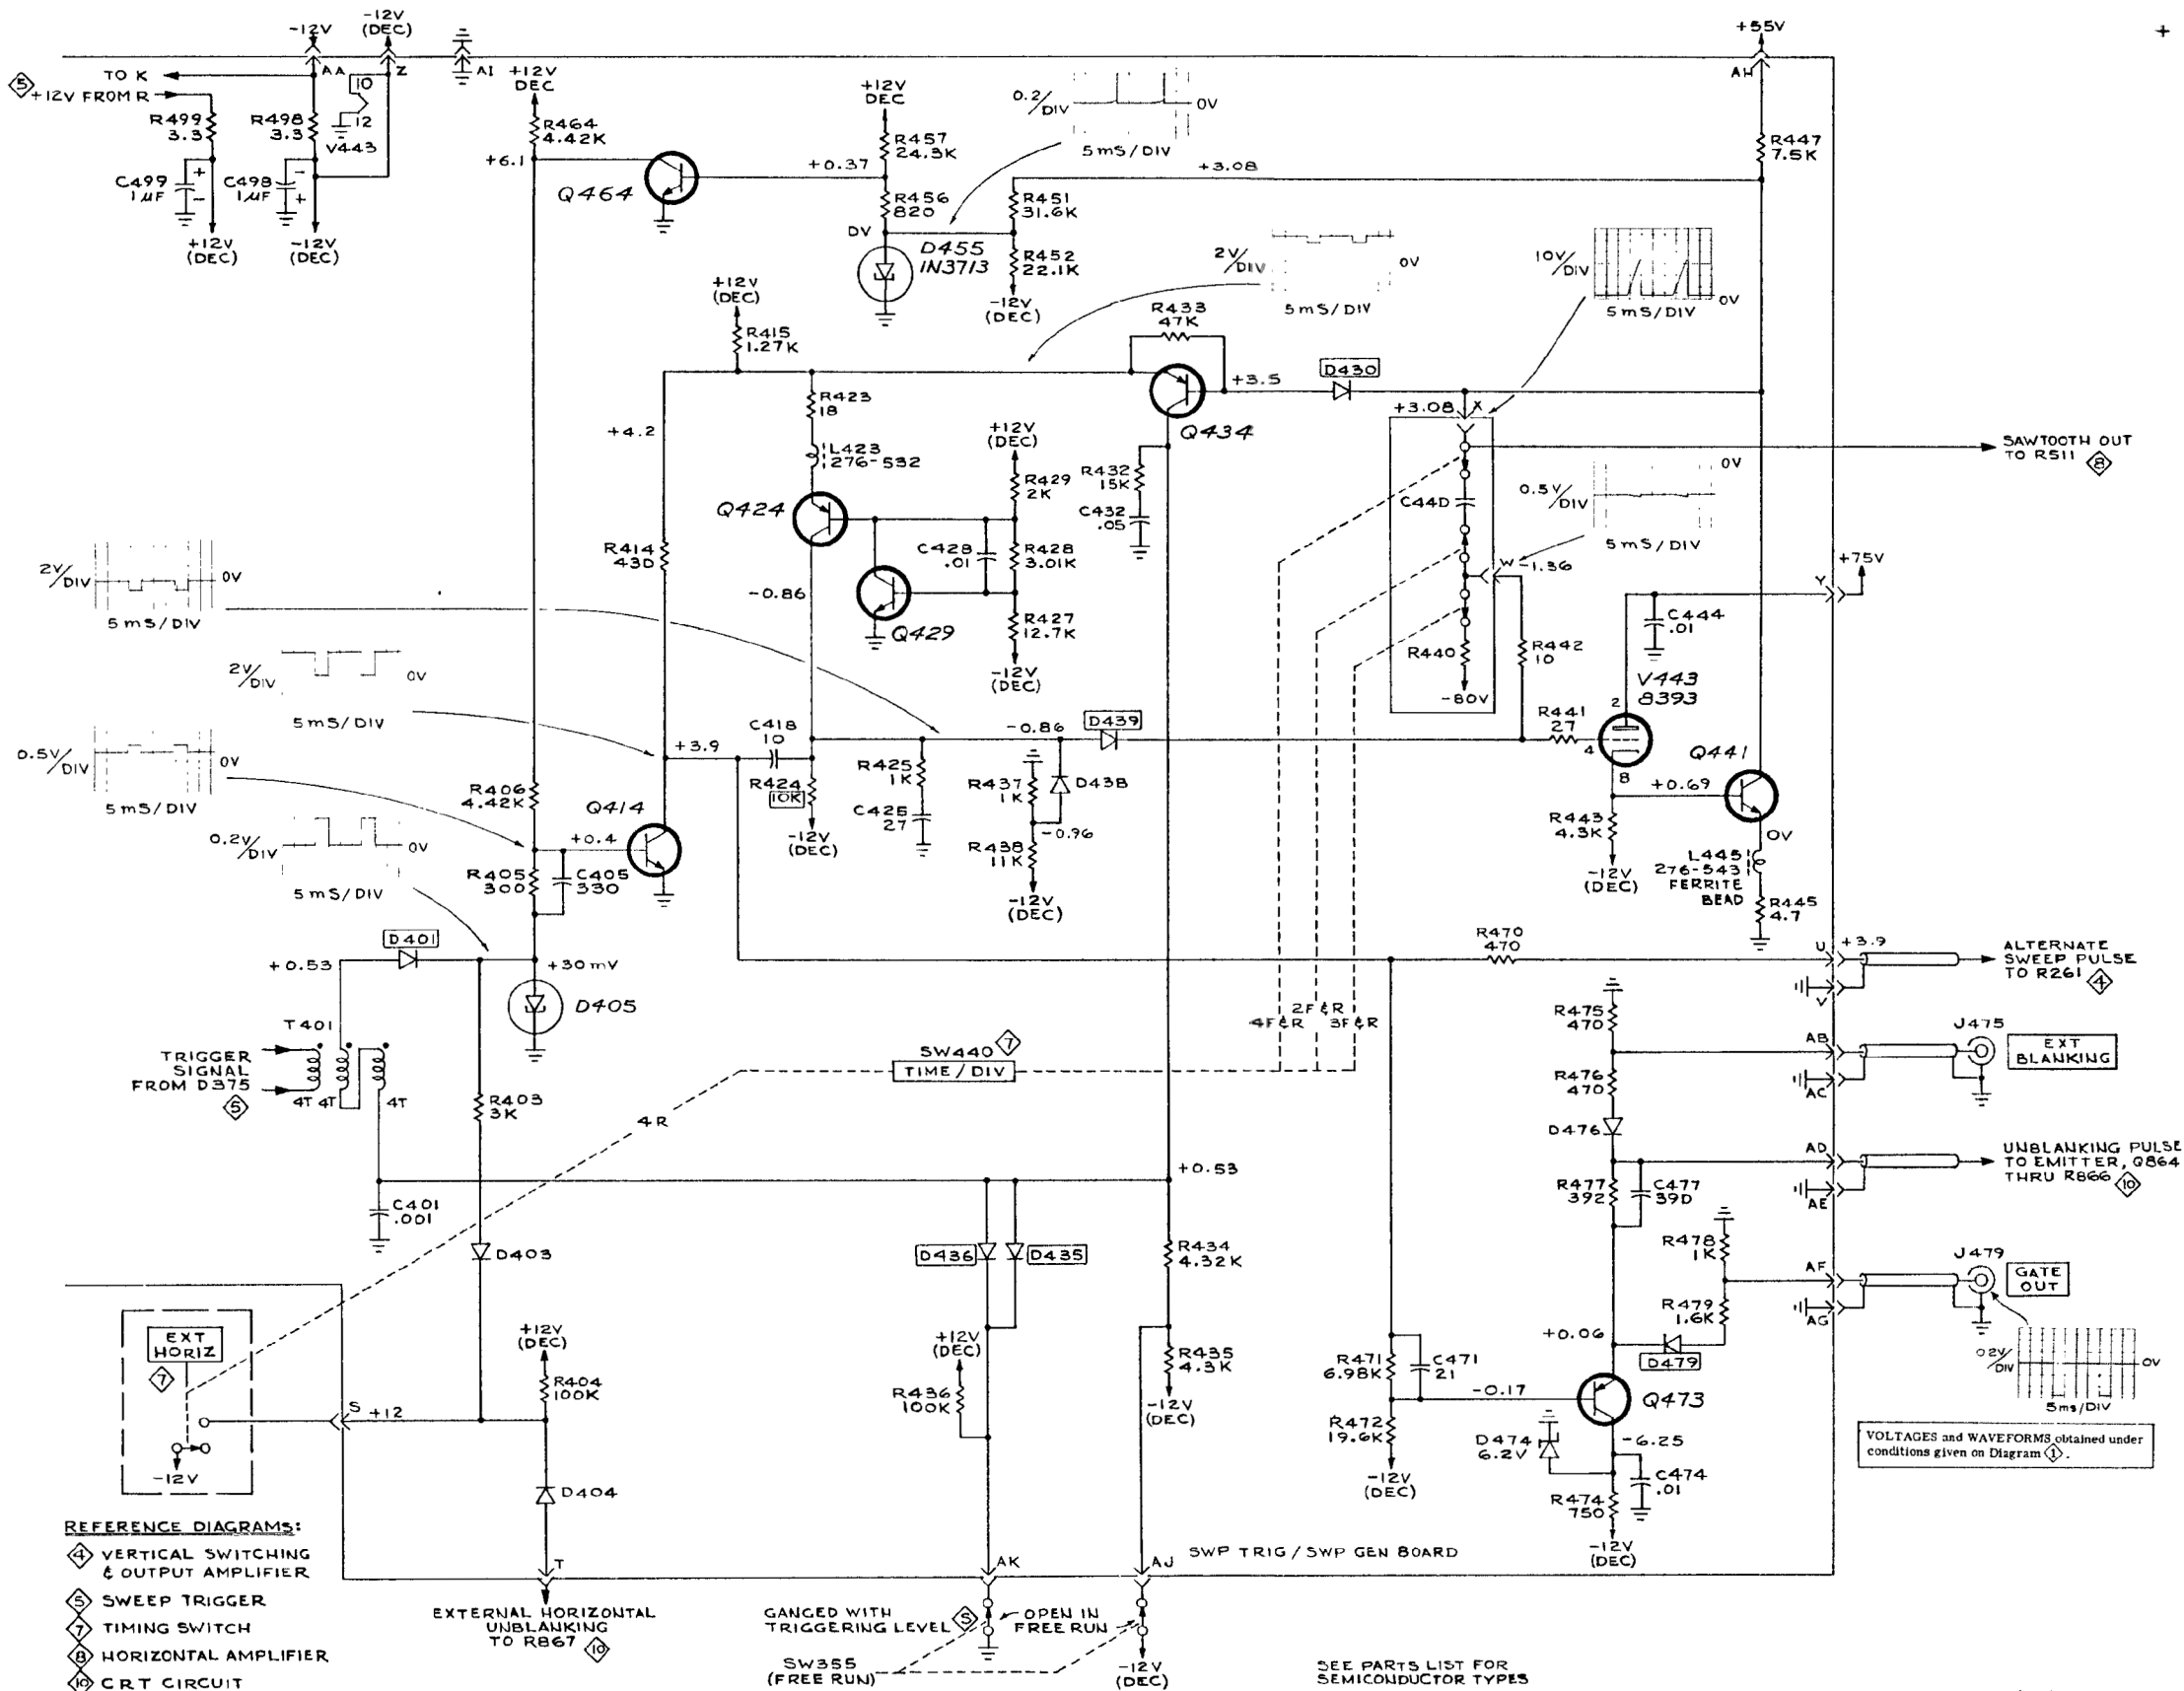 -12V
-12V
(DEC)
+55V
+
AA
Z
AI
AH
5
TO K
+12V FROM R
10
12
V443
R499
3.3
R498
3.3
C499
1µF
+
-
C498
1µF
-
+
+12V
(DEC)
-12V
(DEC)
+12V
DEC
R464
4.42K
+6.1
Q464
+0.37
+12V
DEC
R457
24.3K
R456
820
DV
D455
1N3713
0.2/
DIV
0V
5mS/DIV
+3.08
R451
31.6K
R452
22.1K
-12V
(DEC)
R447
7.5K
2V/
DIV
0V
5mS/DIV
10V/
DIV
0V
5mS/DIV
+12V
(DEC)
R415
1.27K
R433
47K
R423
18
L423
276-532
+4.2
+3.5
D430
+3.08
X
Q434
SAWTOOTH OUT
TO R511
8
+12V
(DEC)
R429
2K
R432
15K
C432
.05
Q424
C440
0.5V/
DIV
0V
5mS/DIV
R414
430
C428
.01
R428
3.01K
W
-1.36
+75V
Y
2V/
DIV
0V
5mS/DIV
-0.86
Q429
R427
12.7K
-12V
(DEC)
C444
.01
R440
-80V
R442
10
V443
8393
2
4
8
2V/
DIV
0V
5mS/DIV
+3.9
C418
10
-0.86
D439
R441
27
Q441
0.5V/
DIV
0V
5mS/DIV
R406
4.42K
Q414
R424
10K
-12V
(DEC)
R425
1K
C425
27
R437
1K
D438
-0.96
R438
11K
-12V
(DEC)
+0.69
R443
4.3K
-12V
(DEC)
0V
L445
276-543
FERRITE
BEAD
R445
4.7
0.2V/
DIV
0V
5mS/DIV
+0.4
R405
300
C405
330
D401
+0.53
+30mV
D405
R470
470
U
+3.9
V
ALTERNATE
SWEEP PULSE
TO R261
4
T401
TRIGGER
SIGNAL
FROM D375
5
4T
4T
4T
R403
3K
SW440
7
TIME / DIV
4F&R
2F&R
3F&R
4R
R475
470
AB
AC
J475
EXT
BLANKING
R476
470
D476
AD
AE
UNBLANKING PULSE
TO EMITTER, Q864
THRU R866
10
+0.53
C401
.001
R477
392
C477
390
D403
D436
D435
R434
4.32K
R478
1K
AF
AG
J479
GATE
OUT
R479
1.6K
EXT
HORIZ
7
-12V
S
+12
+12V
(DEC)
R404
100K
+12V
(DEC)
R436
100K
R435
4.3K
-12V
(DEC)
R471
6.98K
C471
21
+0.06
D479
-0.17
Q473
0.2V/
DIV
0V
5ms/DIV
R472
19.6K
-12V
(DEC)
D474
6.2V
-6.25
C474
.01
R474
750
-12V
(DEC)
VOLTAGES and WAVEFORMS obtained under
conditions given on Diagram 1.
D404
T
AK
AJ
SWP TRIG / SWP GEN BOARD
REFERENCE DIAGRAMS:
4 VERTICAL SWITCHING
& OUTPUT AMPLIFIER
5 SWEEP TRIGGER
7 TIMING SWITCH
8 HORIZONTAL AMPLIFIER
10 CRT CIRCUIT
EXTERNAL HORIZONTAL
UNBLANKING
TO R867
10
GANGED WITH
TRIGGERING LEVEL
5
OPEN IN
FREE RUN
SW355
(FREE RUN)
-12V
(DEC)
SEE PARTS LIST FOR
SEMICONDUCTOR TYPES